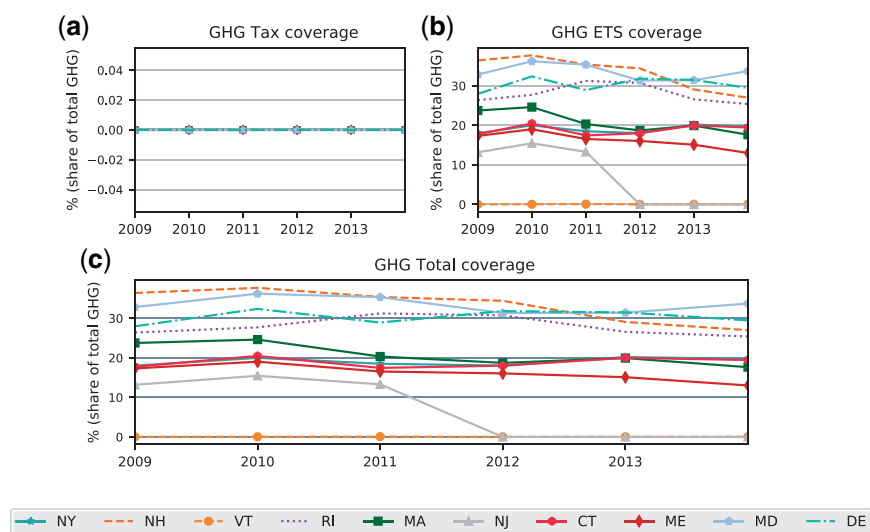 (a)
GHG Tax coverage
% (share of total GHG)
0.04
0.02
0.00
−0.02
−0.04
2009 2010 2011 2012 2013
(b)
GHG ETS coverage
% (share of total GHG)
30
20
10
0
2009 2010 2011 2012 2013
(c)
GHG Total coverage
% (share of total GHG)
30
20
10
0
2009 2010 2011 2012 2013
NY NH VT RI MA NJ CT ME MD DE